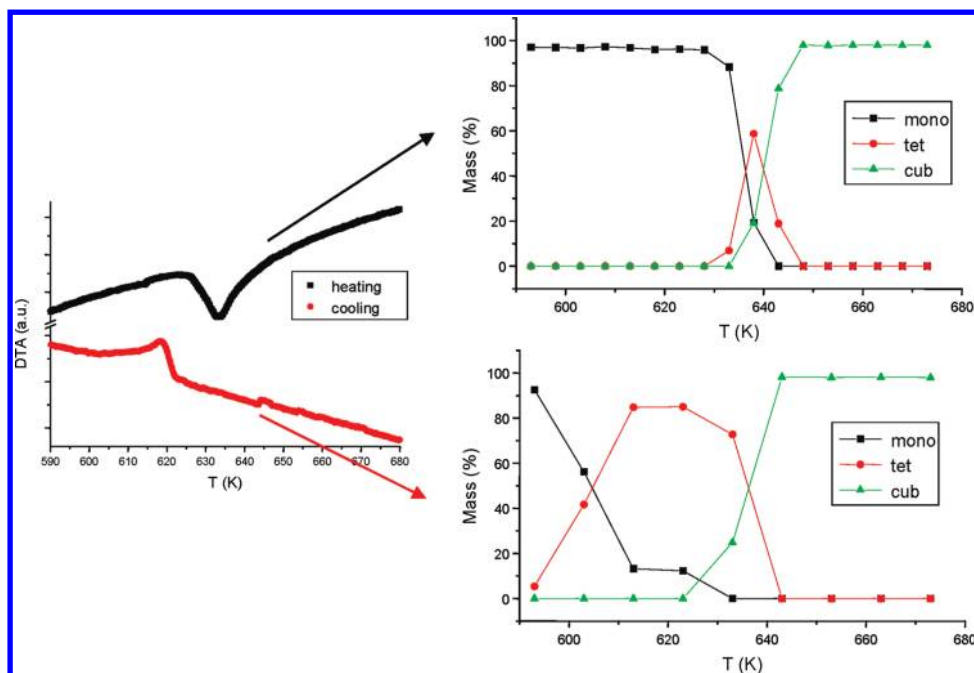 DTA (a.u.)
heating
cooling
590 600 610 620 630 640 650 660 670 680
T (K)
100
80
60
40
20
0
Mass (%)
mono
tet
cub
600 620 640 660 680
T (K)
100
80
60
40
20
0
Mass (%)
mono
tet
cub
600 620 640 660 680
T (K)